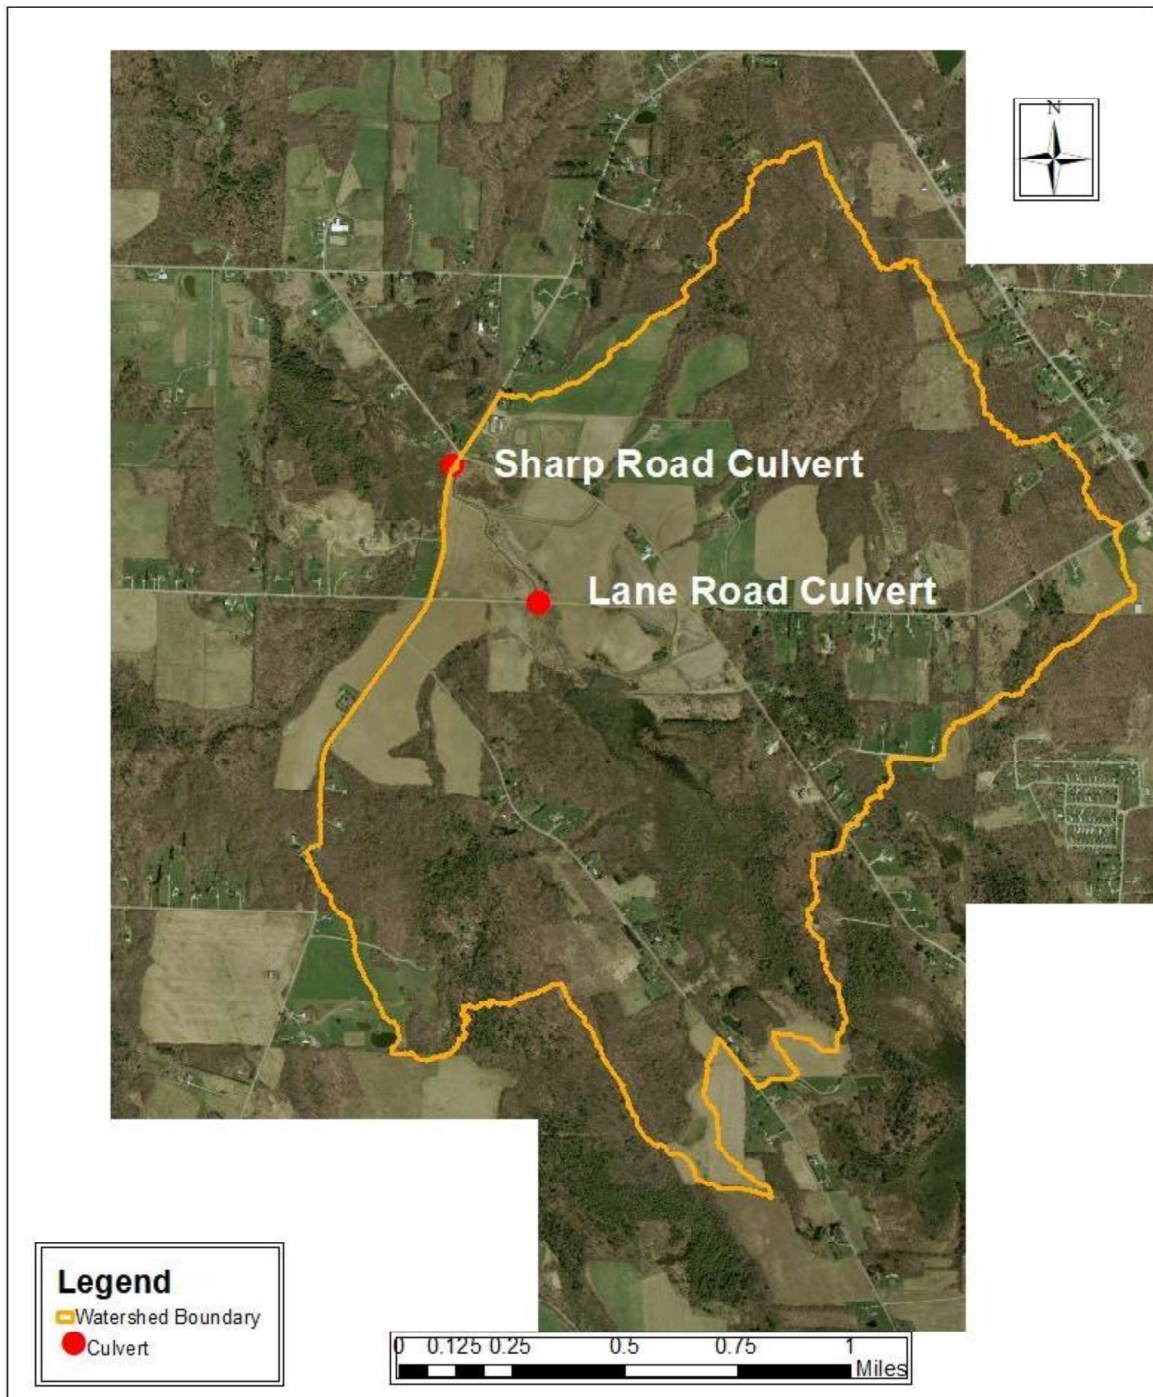 N
Sharp Road Culvert
Lane Road Culvert
Legend
Watershed Boundary
Culvert
0 0.125 0.25 0.5 0.75 1
Miles